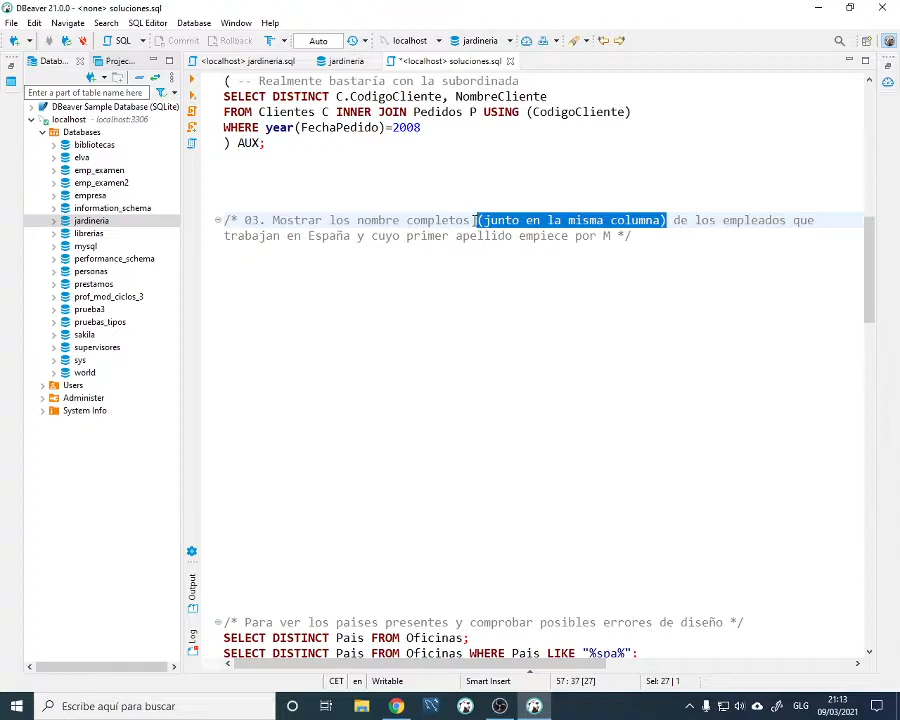 DBeaver 21.0.0 - <none> soluciones.sql
File Edit Navigate Search SQL Editor Database Window Help
SQL Commit Rollback Auto localhost jardineria
Datab... Projec... <localhost> jardineria.sql jardineria *<localhost> soluciones.sql
Enter a part of table name here
DBeaver Sample Database (SQLite)
localhost - localhost:3306
Databases
bibliotecas
elva
emp_examen
emp_examen2
empresa
information_schema
jardineria
librerias
mysql
performance_schema
personas
prestamos
prof_mod_ciclos_3
prueba3
pruebas_tipos
sakila
supervisores
sys
world
Users
Administer
System Info
( -- Realmente bastaría con la subordinada
SELECT DISTINCT C.CodigoCliente, NombreCliente
FROM Clientes C INNER JOIN Pedidos P USING (CodigoCliente)
WHERE year(FechaPedido)=2008
) AUX;
/* 03. Mostrar los nombre completos (junto en la misma columna) de los empleados que
trabajan en España y cuyo primer apellido empiece por M */
/* Para ver los paises presentes y comprobar posibles errores de diseño */
SELECT DISTINCT Pais FROM Oficinas;
SELECT DISTINCT Pais FROM Oficinas WHERE Pais LIKE "%spa%";
Output
Log
CET en Writable Smart Insert 57 : 37 [27] Sel: 27 | 1
Escribe aquí para buscar
GLG
21:13
09/03/2021